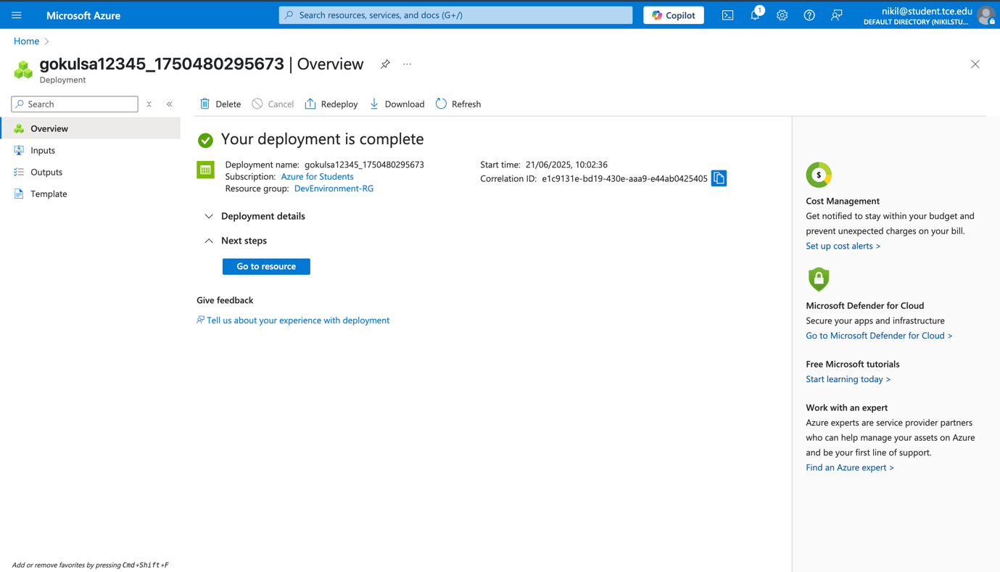 Microsoft Azure
Search resources, services, and docs (G+/)
Copilot
1
nikil@student.tce.edu
DEFAULT DIRECTORY (NIKILSTU...
Home
gokulsa12345_1750480295673 | Overview
Deployment
Search
Delete
Cancel
Redeploy
Download
Refresh
Overview
Inputs
Outputs
Template
Your deployment is complete
Deployment name: gokulsa12345_1750480295673
Subscription: Azure for Students
Resource group: DevEnvironment-RG
Start time: 21/06/2025, 10:02:36
Correlation ID: e1c9131e-bd19-430e-aaa9-e44ab0425405
Deployment details
Next steps
Go to resource
Give feedback
Tell us about your experience with deployment
$
Cost Management
Get notified to stay within your budget and
prevent unexpected charges on your bill.
Set up cost alerts >
Microsoft Defender for Cloud
Secure your apps and infrastructure
Go to Microsoft Defender for Cloud >
Free Microsoft tutorials
Start learning today >
Work with an expert
Azure experts are service provider partners
who can help manage your assets on Azure
and be your first line of support.
Find an Azure expert >
Add or remove favorites by pressing Cmd+Shift+F